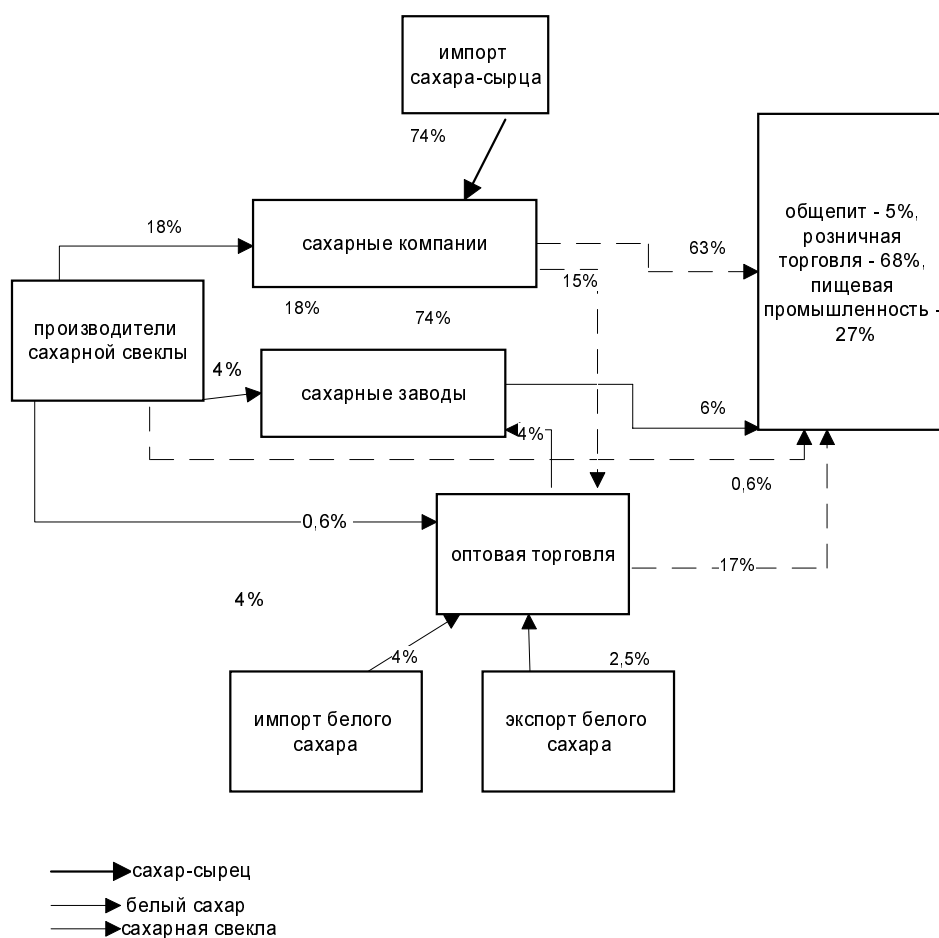 импорт
сахара-сырца
74%
18%
сахарные компании
63%
15%
общепит - 5%,
розничная
торговля - 68%,
пищевая
промышленность -
27%
18%
74%
производители
сахарной свеклы
4%
сахарные заводы
6%
4%
0,6%
0,6%
оптовая торговля
17%
4%
4%
2,5%
импорт белого
сахара
экспорт белого
сахара
сахар-сырец
белый сахар
сахарная свекла